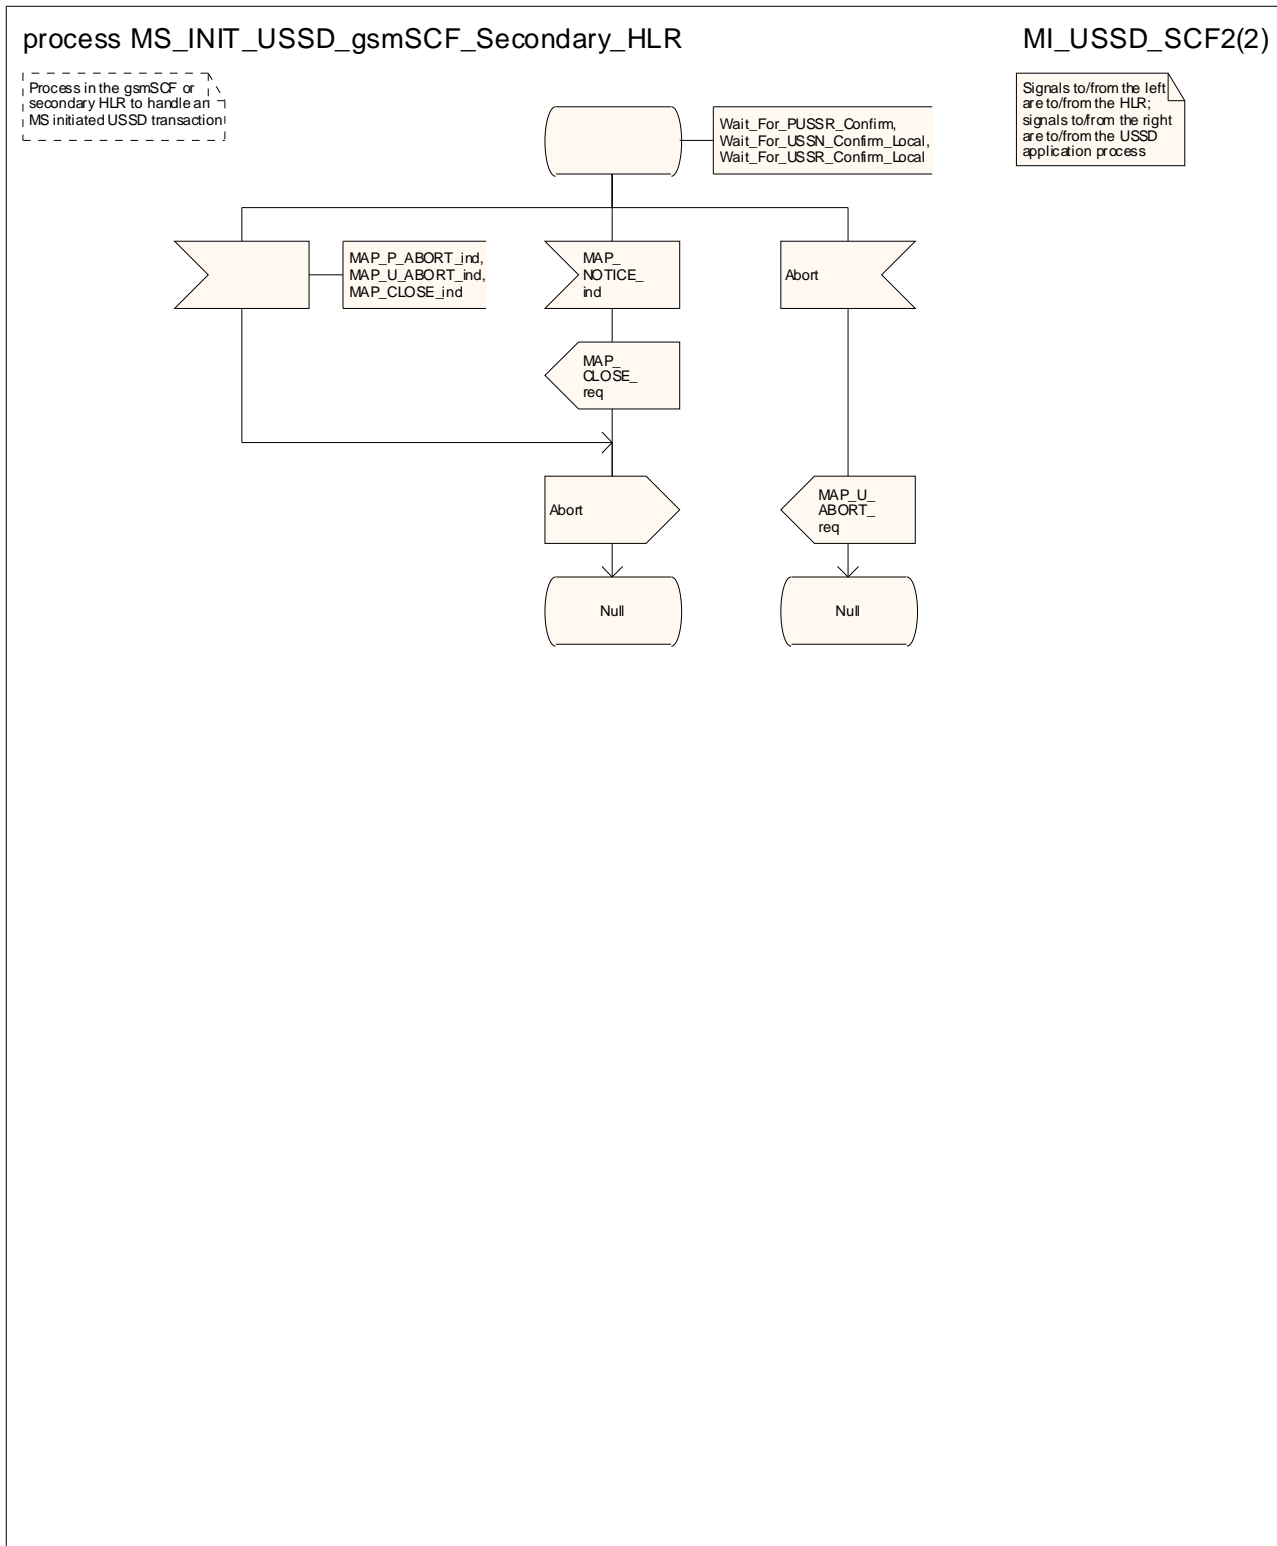 process MS_INIT_USSD_gsmSCF_Secondary_HLR
MI_USSD_SCF2(2)
Process in the gsmSCF or
secondary HLR to handle an
MS initiated USSD transaction
Signals to/from the left
are to/from the HLR;
signals to/from the right
are to/from the USSD
application process
Wait_For_PUSSR_Confirm,
Wait_For_USSN_Confirm_Local,
Wait_For_USSR_Confirm_Local
MAP_P_ABORT_ind,
MAP_U_ABORT_ind,
MAP_CLOSE_ind
MAP_
NOTICE_
ind
Abort
MAP_
CLOSE_
req
Abort
MAP_U_
ABORT_
req
Null
Null